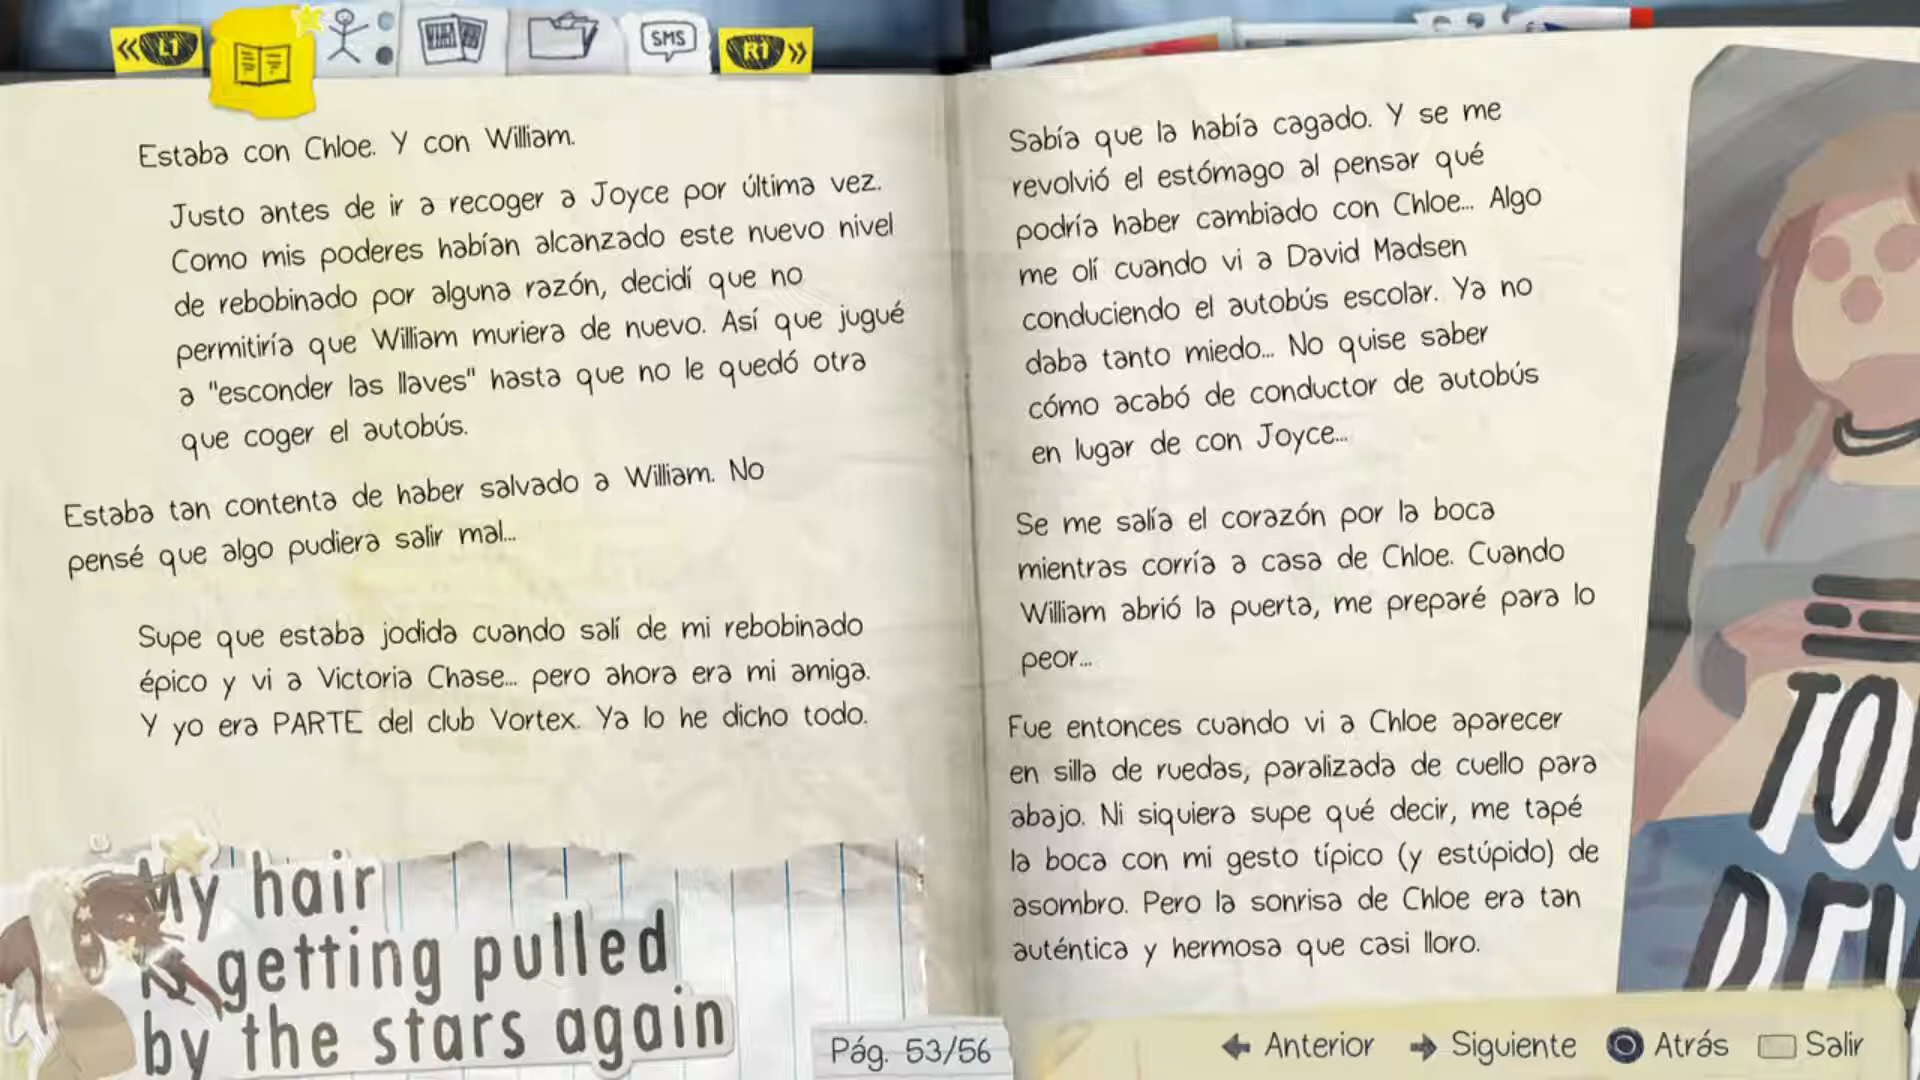 L1
SMS
R1
Estaba con Chloe. Y con William.
Justo antes de ir a recoger a Joyce por última vez.
Como mis poderes habían alcanzado este nuevo nivel
de rebobinado por alguna razón, decidí que no
permitiría que William muriera de nuevo. Así que jugué
a "esconder las llaves" hasta que no le quedó otra
que coger el autobús.
Estaba tan contenta de haber salvado a William. No
pensé que algo pudiera salir mal...
Supe que estaba jodida cuando salí de mi rebobinado
épico y vi a Victoria Chase... pero ahora era mi amiga.
Y yo era PARTE del club Vortex. Ya lo he dicho todo.
My hair
is getting pulled
by the stars again
Pág. 53/56
Sabía que la había cagado. Y se me
revolvió el estómago al pensar qué
podría haber cambiado con Chloe... Algo
me olí cuando vi a David Madsen
conduciendo el autobús escolar. Ya no
daba tanto miedo... No quise saber
cómo acabó de conductor de autobús
en lugar de con Joyce...
Se me salía el corazón por la boca
mientras corría a casa de Chloe. Cuando
William abrió la puerta, me preparé para lo
peor...
Fue entonces cuando vi a Chloe aparecer
en silla de ruedas, paralizada de cuello para
abajo. Ni siquiera supe qué decir, me tapé
la boca con mi gesto típico (y estúpido) de
asombro. Pero la sonrisa de Chloe era tan
auténtica y hermosa que casi lloro.
Anterior Siguiente Atrás Salir